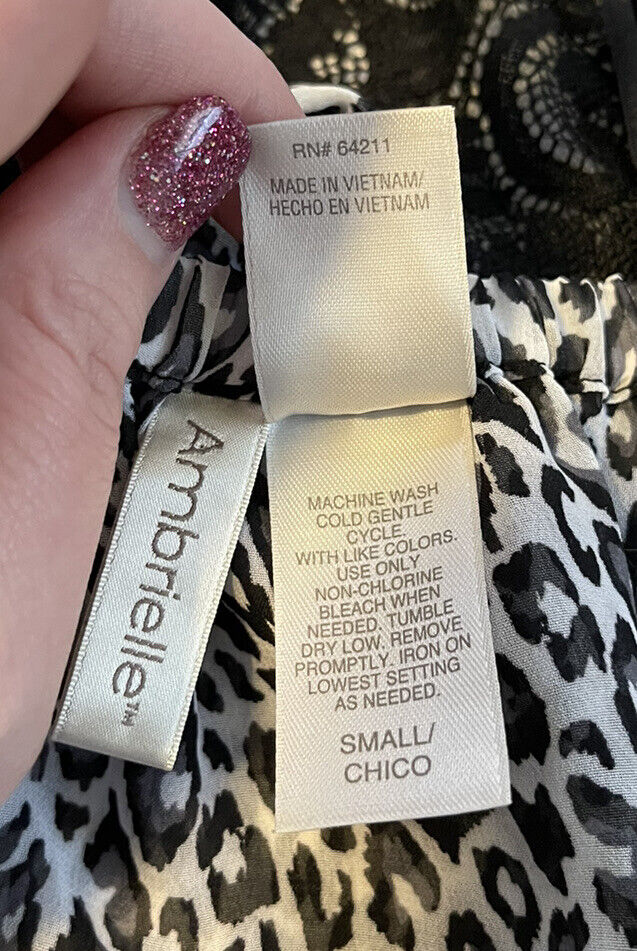 RN# 64211
MADE IN VIETNAM/
HECHO EN VIETNAM
Ambrielle™
MACHINE WASH
COLD GENTLE
CYCLE.
WITH LIKE COLORS.
USE ONLY
NON-CHLORINE
BLEACH WHEN
NEEDED. TUMBLE
DRY LOW. REMOVE
PROMPTLY. IRON ON
LOWEST SETTING
AS NEEDED.
SMALL/
CHICO